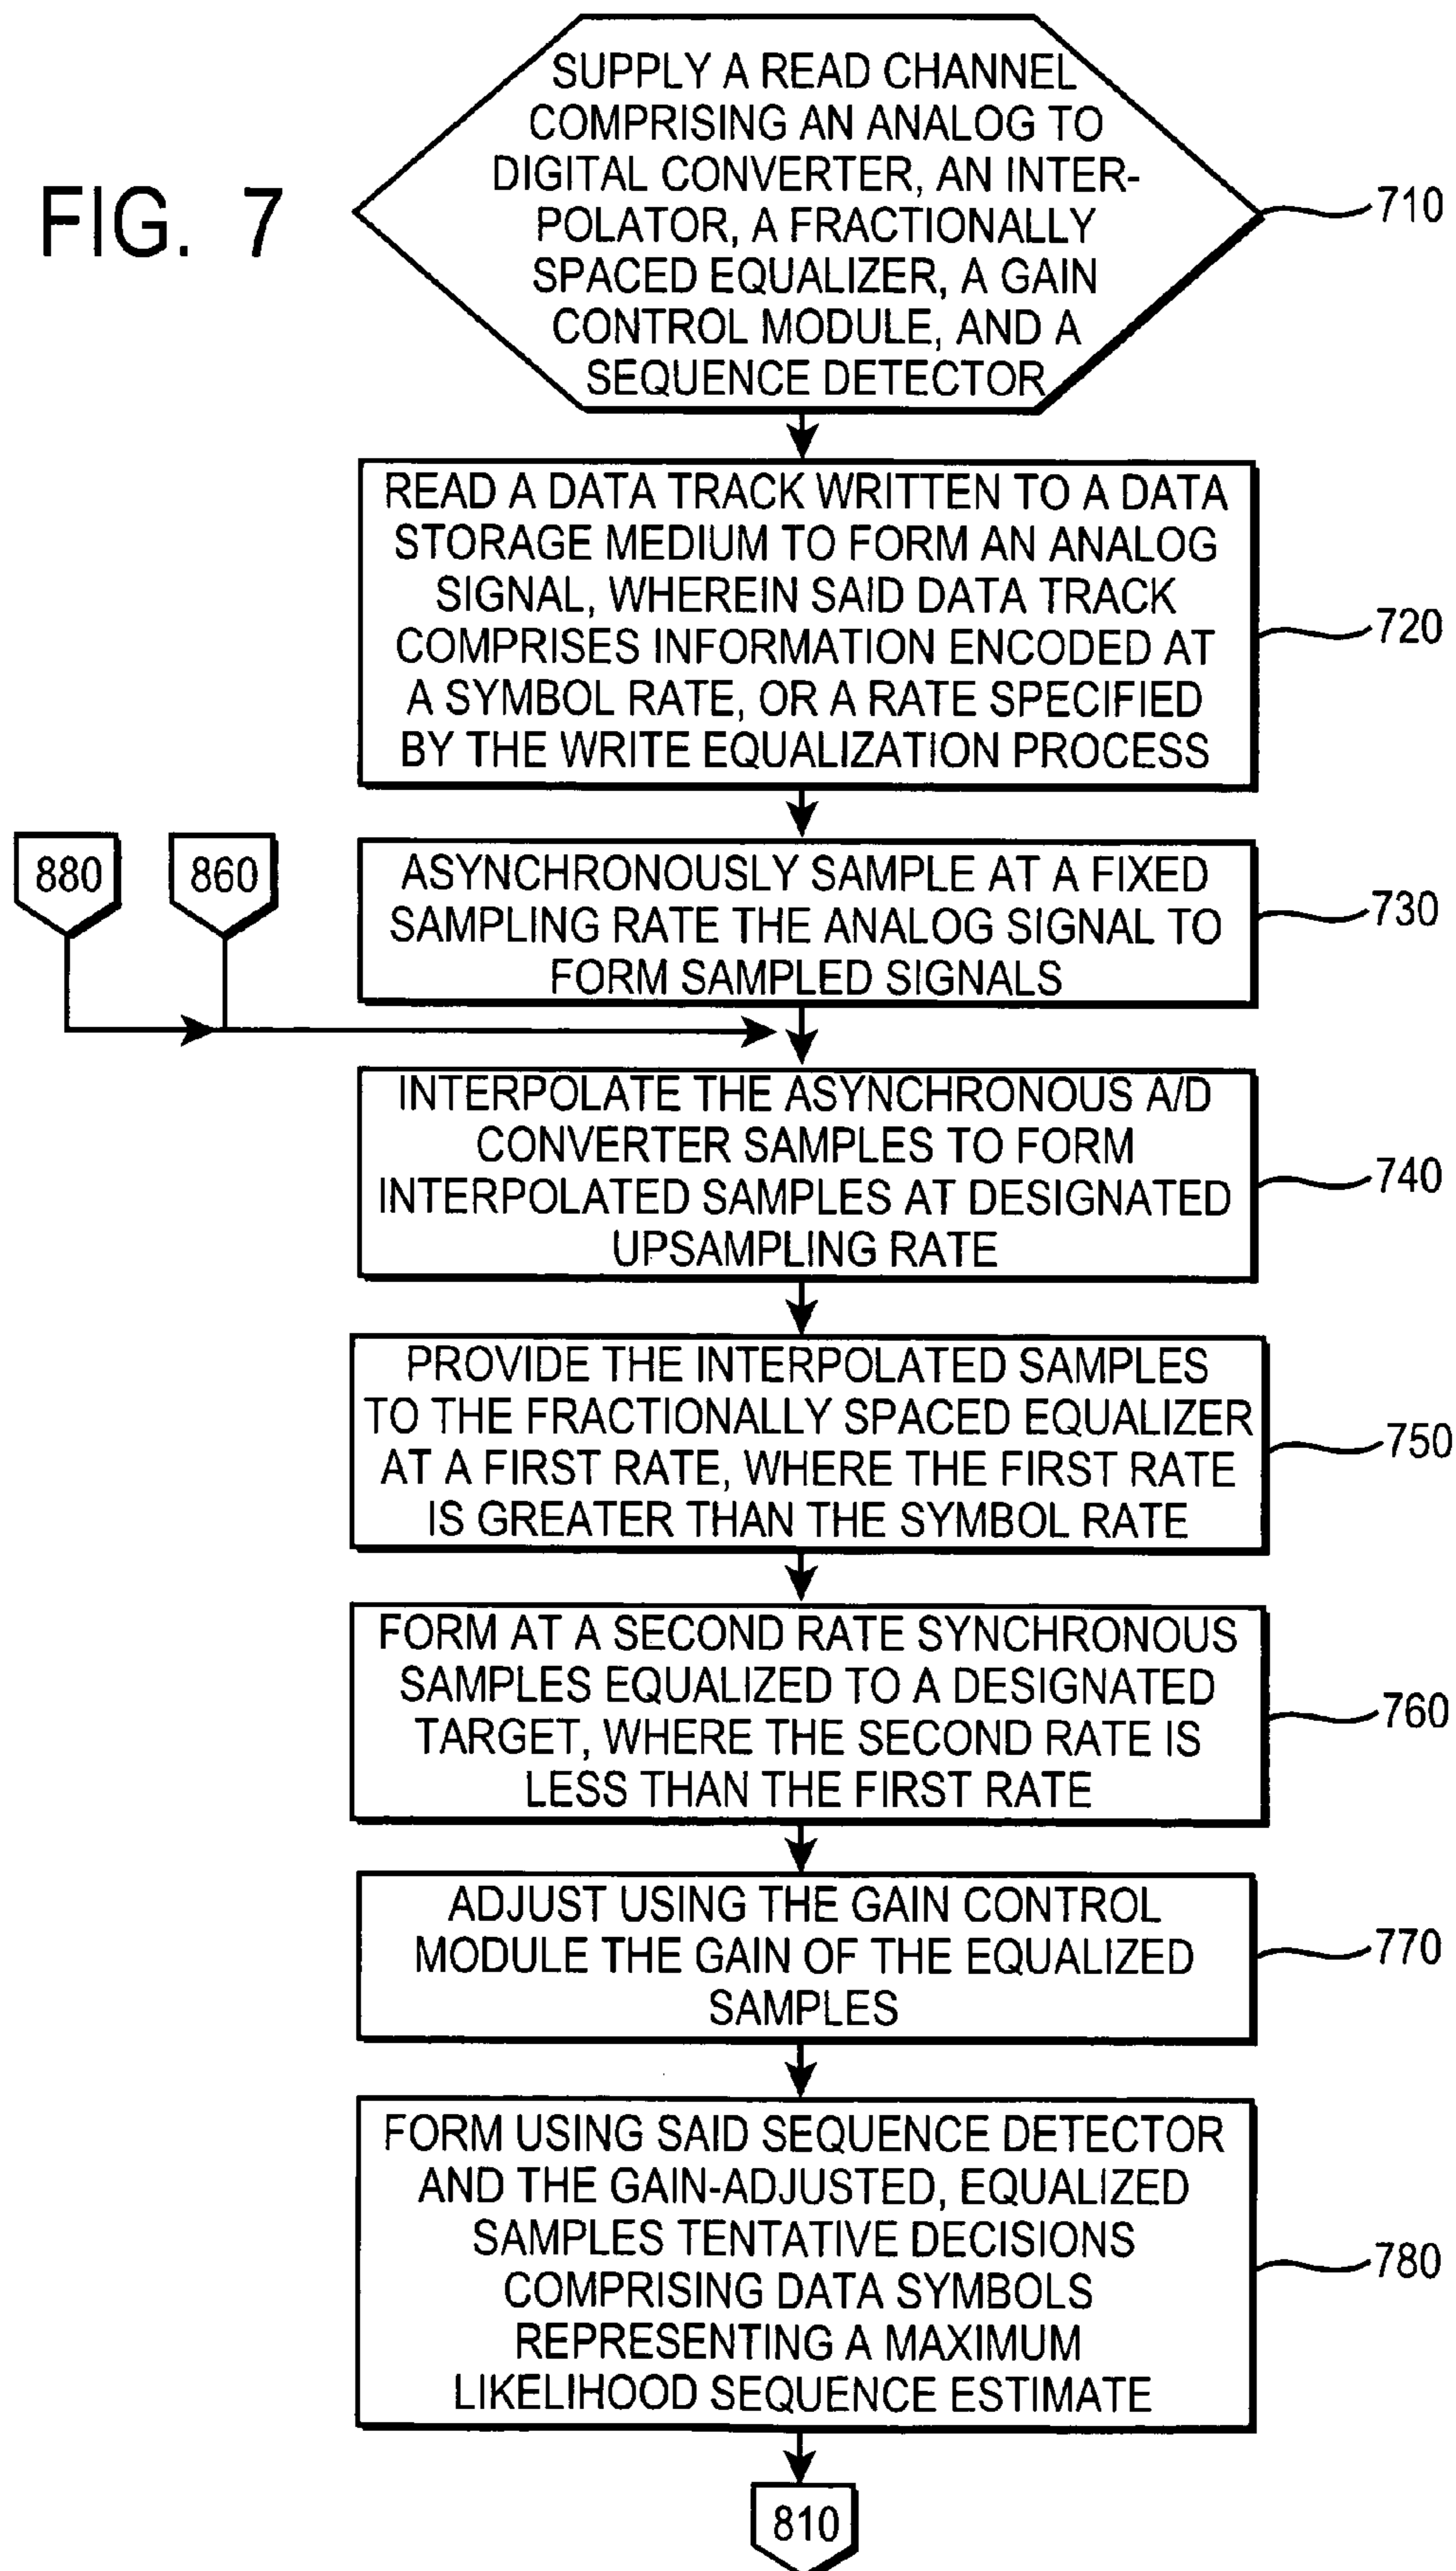 FIG. 7
SUPPLY A READ CHANNEL
COMPRISING AN ANALOG TO
DIGITAL CONVERTER, AN INTER-
POLATOR, A FRACTIONALLY
SPACED EQUALIZER, A GAIN
CONTROL MODULE, AND A
SEQUENCE DETECTOR
710
READ A DATA TRACK WRITTEN TO A DATA
STORAGE MEDIUM TO FORM AN ANALOG
SIGNAL, WHEREIN SAID DATA TRACK
COMPRISES INFORMATION ENCODED AT
A SYMBOL RATE, OR A RATE SPECIFIED
BY THE WRITE EQUALIZATION PROCESS
720
880
860
ASYNCHRONOUSLY SAMPLE AT A FIXED
SAMPLING RATE THE ANALOG SIGNAL TO
FORM SAMPLED SIGNALS
730
INTERPOLATE THE ASYNCHRONOUS A/D
CONVERTER SAMPLES TO FORM
INTERPOLATED SAMPLES AT DESIGNATED
UPSAMPLING RATE
740
PROVIDE THE INTERPOLATED SAMPLES
TO THE FRACTIONALLY SPACED EQUALIZER
AT A FIRST RATE, WHERE THE FIRST RATE
IS GREATER THAN THE SYMBOL RATE
750
FORM AT A SECOND RATE SYNCHRONOUS
SAMPLES EQUALIZED TO A DESIGNATED
TARGET, WHERE THE SECOND RATE IS
LESS THAN THE FIRST RATE
760
ADJUST USING THE GAIN CONTROL
MODULE THE GAIN OF THE EQUALIZED
SAMPLES
770
FORM USING SAID SEQUENCE DETECTOR
AND THE GAIN-ADJUSTED, EQUALIZED
SAMPLES TENTATIVE DECISIONS
COMPRISING DATA SYMBOLS
REPRESENTING A MAXIMUM
LIKELIHOOD SEQUENCE ESTIMATE
780
810